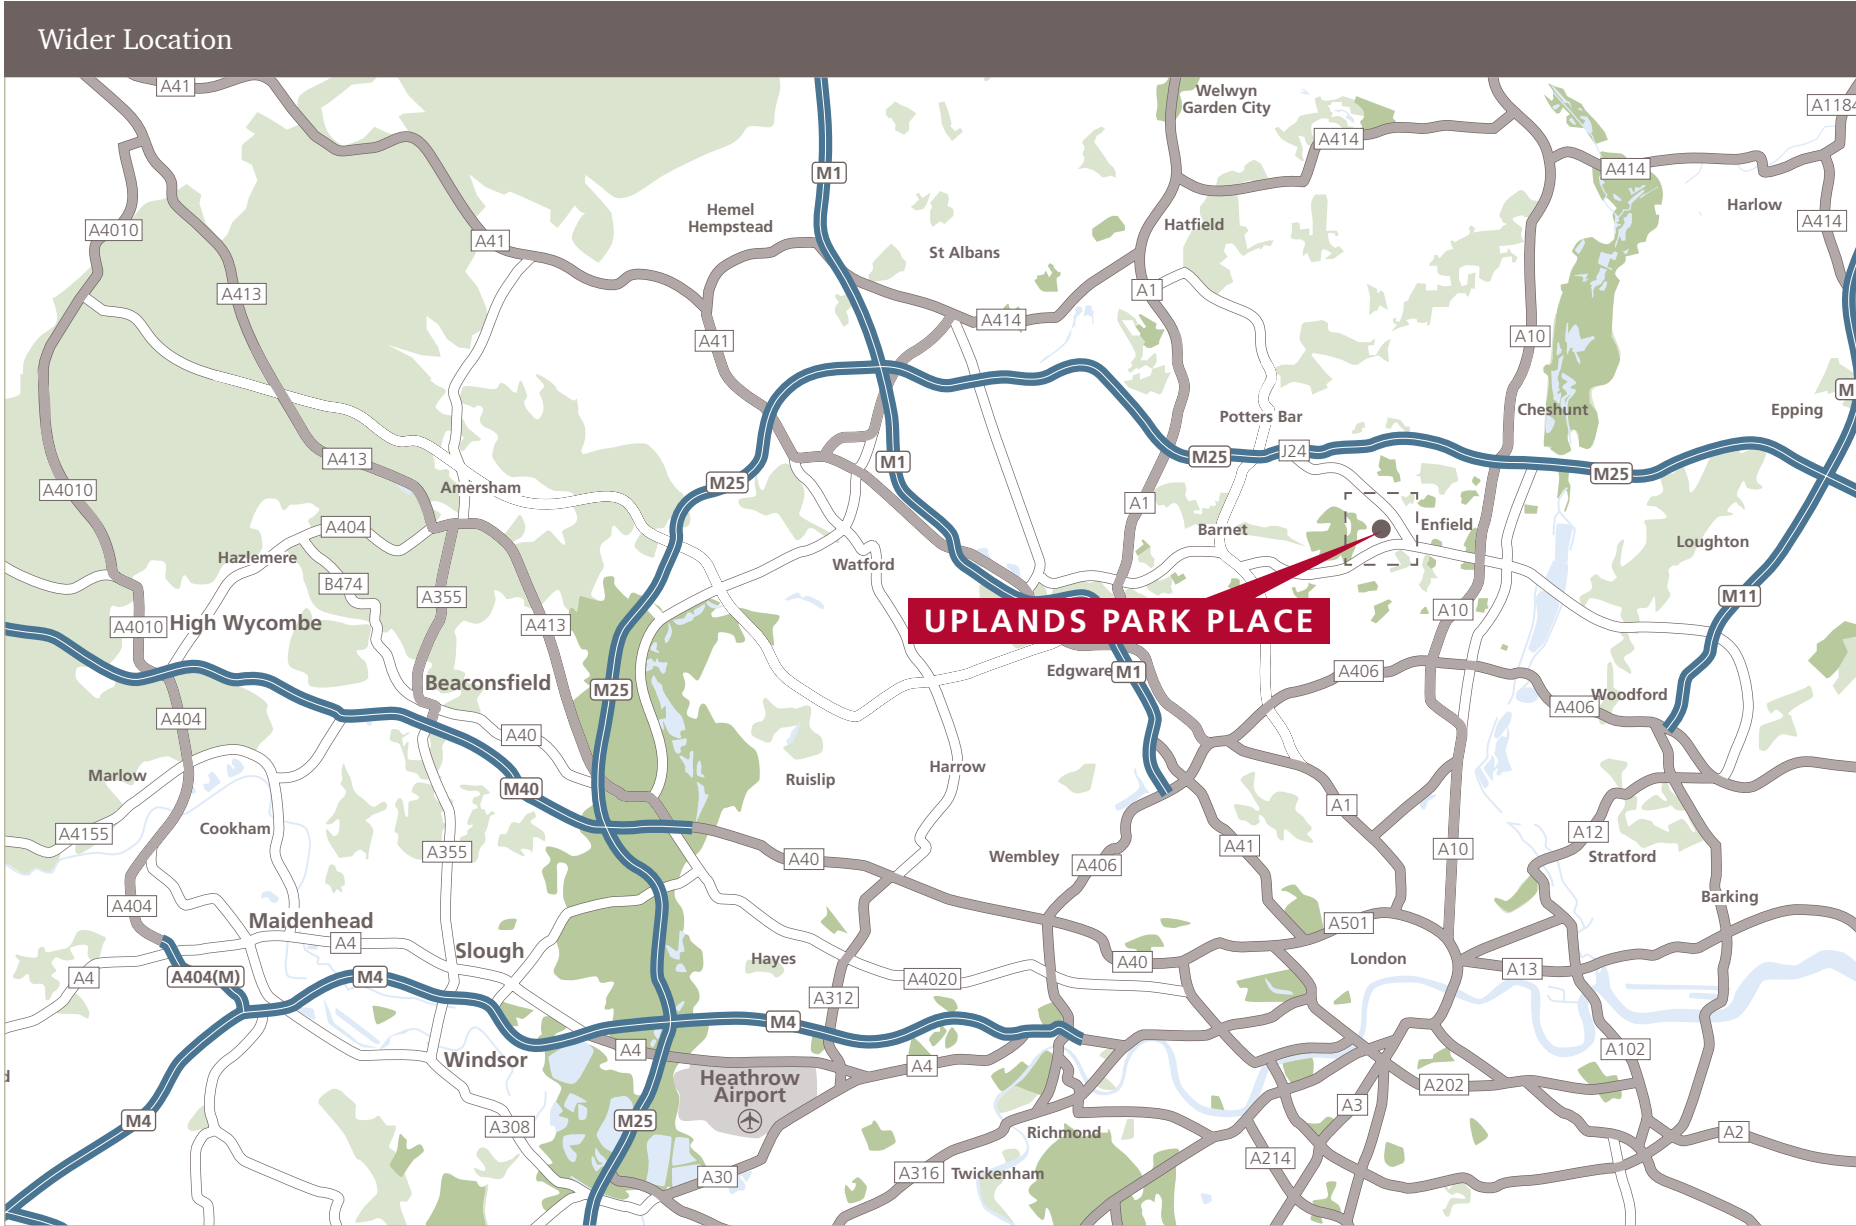 Wider Location
A41
Welwyn
Garden City
A1184
A414
M1
A414
Harlow
A414
Hemel
Hempstead
A4010
A41
Hatfield
St Albans
A413
A1
A414
A41
A10
M
Potters Bar
Cheshunt
Epping
A413
M1
M25
J24
M25
M25
A4010
Amersham
A1
A404
Enfield
Barnet
Loughton
Hazlemere
Watford
B474
A355
M11
A10
A4010
High Wycombe
A413
UPLANDS PARK PLACE
Edgware
M1
A406
Beaconsfield
M25
Woodford
A406
A404
A40
Marlow
Ruislip
Harrow
M40
A1
A4155
Cookham
A12
A355
A40
Wembley
A406
A41
A10
Stratford
Barking
A404
Maidenhead
A4
A501
Slough
Hayes
A40
London
A13
A4
A404(M)
M4
A4020
A312
M4
A4
Windsor
A4
A102
Heathrow
Airport
A202
A3
M4
A308
M25
Richmond
A2
A214
A30
A316
Twickenham